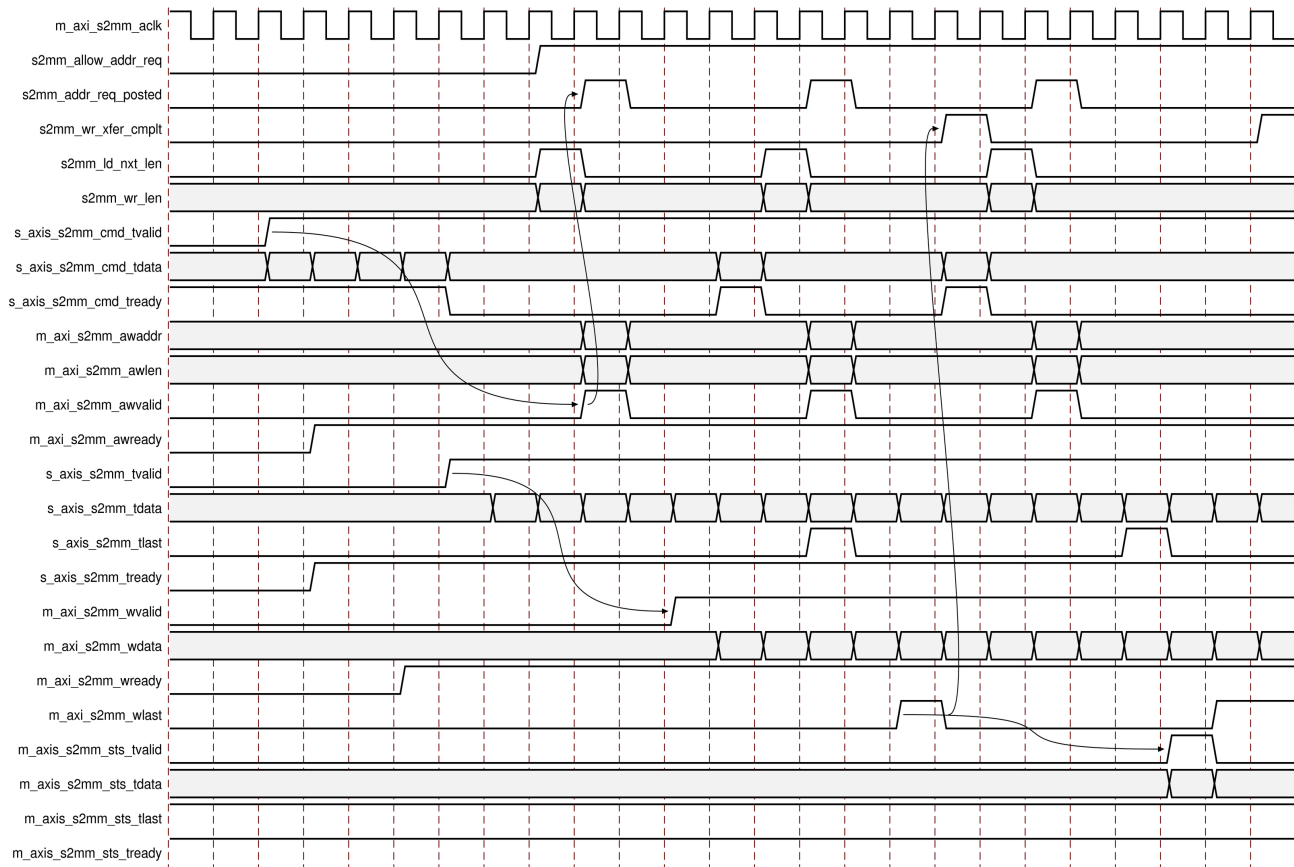 m_axi_s2mm_aclk
s2mm_allow_addr_req
s2mm_addr_req_posted
s2mm_wr_xfer_cmplt
s2mm_ld_nxt_len
s2mm_wr_len
s_axis_s2mm_cmd_tvalid
s_axis_s2mm_cmd_tdata
s_axis_s2mm_cmd_tready
m_axi_s2mm_awaddr
m_axi_s2mm_awlen
m_axi_s2mm_awvalid
m_axi_s2mm_awready
s_axis_s2mm_tvalid
s_axis_s2mm_tdata
s_axis_s2mm_tlast
s_axis_s2mm_tready
m_axi_s2mm_wvalid
m_axi_s2mm_wdata
m_axi_s2mm_wready
m_axi_s2mm_wlast
m_axis_s2mm_sts_tvalid
m_axis_s2mm_sts_tdata
m_axis_s2mm_sts_tlast
m_axis_s2mm_sts_tready